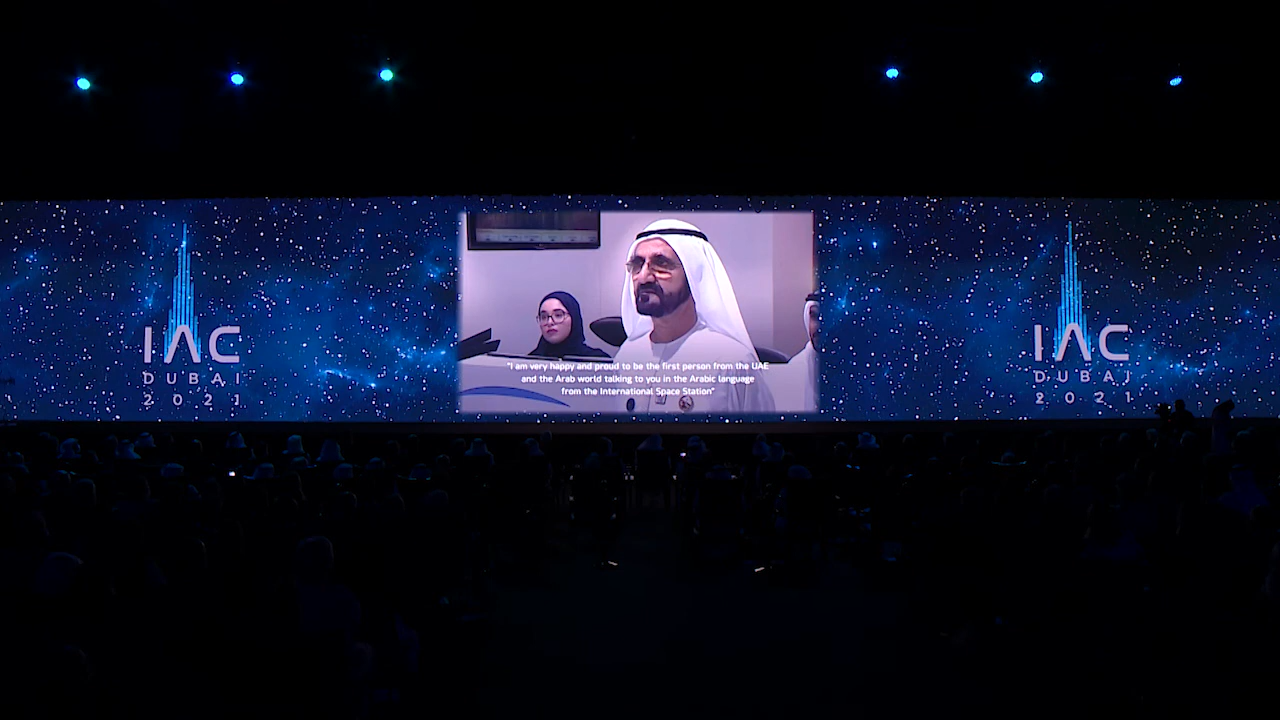 IAC
DUBAI
2021
"I am very happy and proud to be the first person from the UAE
and the Arab world talking to you in the Arabic language
from the International Space Station"
IAC
DUBAI
2021